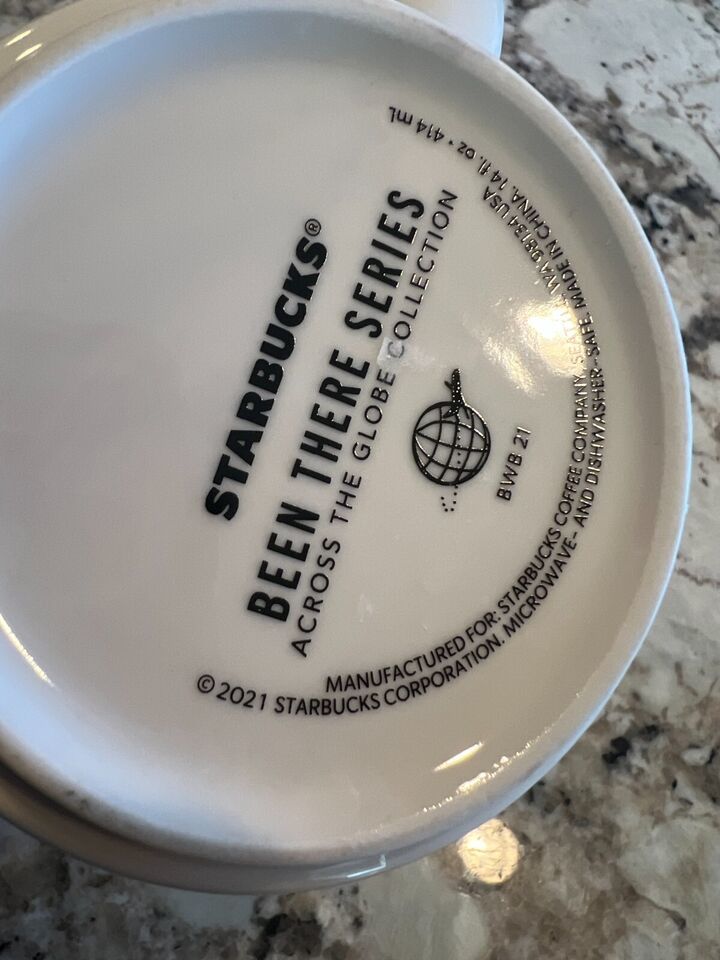 STARBUCKS®
BEEN THERE SERIES
ACROSS THE GLOBE COLLECTION
BWB 21
MANUFACTURED FOR: STARBUCKS COFFEE COMPANY, SEATTLE, WA 98134 USA
© 2021 STARBUCKS CORPORATION. MICROWAVE- AND DISHWASHER-SAFE. MADE IN CHINA. 14 fl. oz • 414 mL